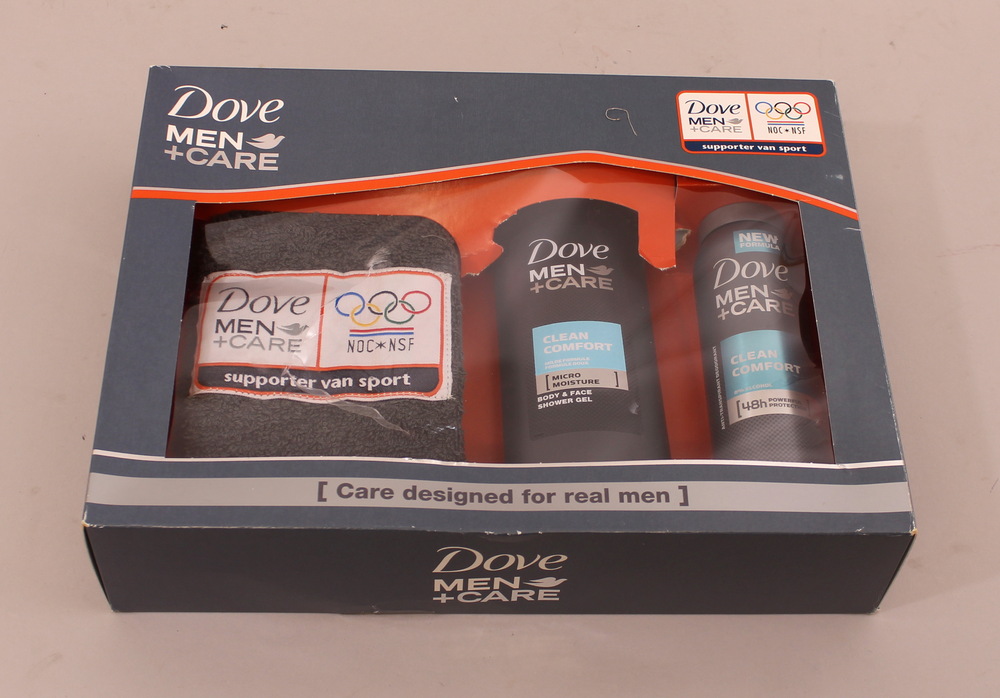 Dove
MEN
+CARE
Dove
MEN
+CARE
NOC*NSF
supporter van sport
Dove
MEN
+CARE
NOC*NSF
supporter van sport
Dove
MEN
+CARE
CLEAN
COMFORT
[ MICRO
MOISTURE ]
BODY & FACE
SHOWER GEL
NEW
FORMULA
Dove
MEN
+CARE
CLEAN
COMFORT
[48h POWERFUL
[ Care designed for real men ]
Dove
MEN
+CARE